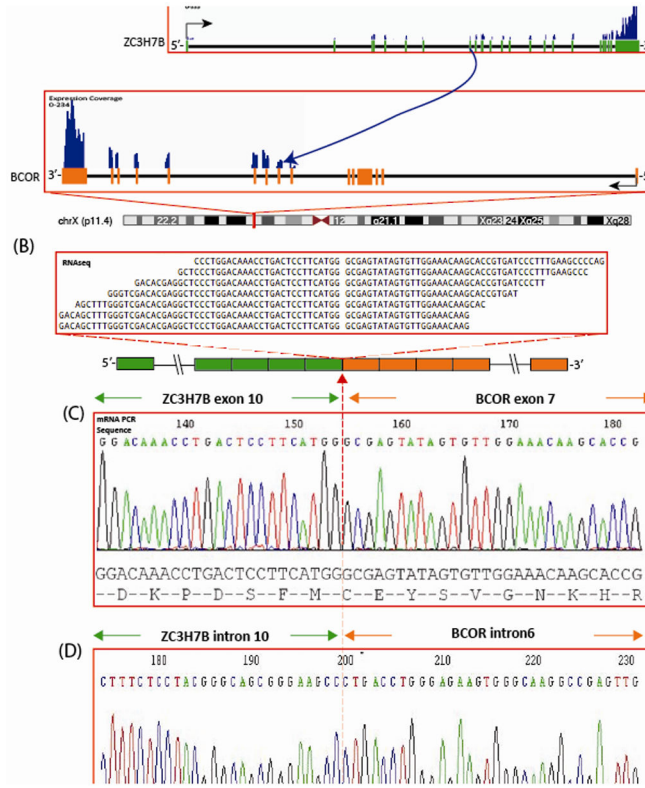 ZC3H7B
5'-
Expression Coverage
0-234
BCOR
3'-
chrX (p11.4)
22.2
12
q21.1
Xq23
24
Xq25
Xq28
(B)
RNAseq
CCCTGGACAAACCTGACTCCTTCATGG GCGAGTATAGTGTTGGAAACAAGCACCGTGATCCCTTTGAAGCCCCAG
GCTCCCTGGACAAACCTGACTCCTTCATGG GCGAGTATAGTGTTGGAAACAAGCACCGTGATCCCTTTGAAGCCC
GACACGAGGCTCCCTGGACAAACCTGACTCCTTCATGG GCGAGTATAGTGTTGGAAACAAGCACCGTGATCCCTT
GGGTCGACACGAGGCTCCCTGGACAAACCTGACTCCTTCATGG GCGAGTATAGTGTTGGAAACAAGCACCGTGAT
AGCTTTGGGTCGACACGAGGCTCCCTGGACAAACCTGACTCCTTCATGG GCGAGTATAGTGTTGGAAACAAGCAC
GACAGCTTTGGGTCGACACGAGGCTCCCTGGACAAACCTGACTCCTTCATGG GCGAGTATAGTGTTGGAAACAAG
GACAGCTTTGGGTCGACACGAGGCTCCCTGGACAAACCTGACTCCTTCATGG GCGAGTATAGTGTTGGAAACAAG
5'- -3'
ZC3H7B exon 10 BCOR exon 7
(C)
mRNA PCR
Sequence
140 150 160 170 180
GGACAAACCTGACTCCTTCATGGGCGAGTATAGTGTTGGAAACAAGCACCG
GGACAAACCTGACTCCTTCATGGGCGAGTATAGTGTTGGAAACAAGCACCG
--D--K--P--D--S--F--M--C--E--Y--S--V--G--N--K--H--R
ZC3H7B intron 10 BCOR intron6
(D)
180 190 200 210 220 230
CTTTCTCCTACGGGCAGCGGGAAGCCCTGACCTGGGAGAAGTGGGCAAGGCCGAGTTG